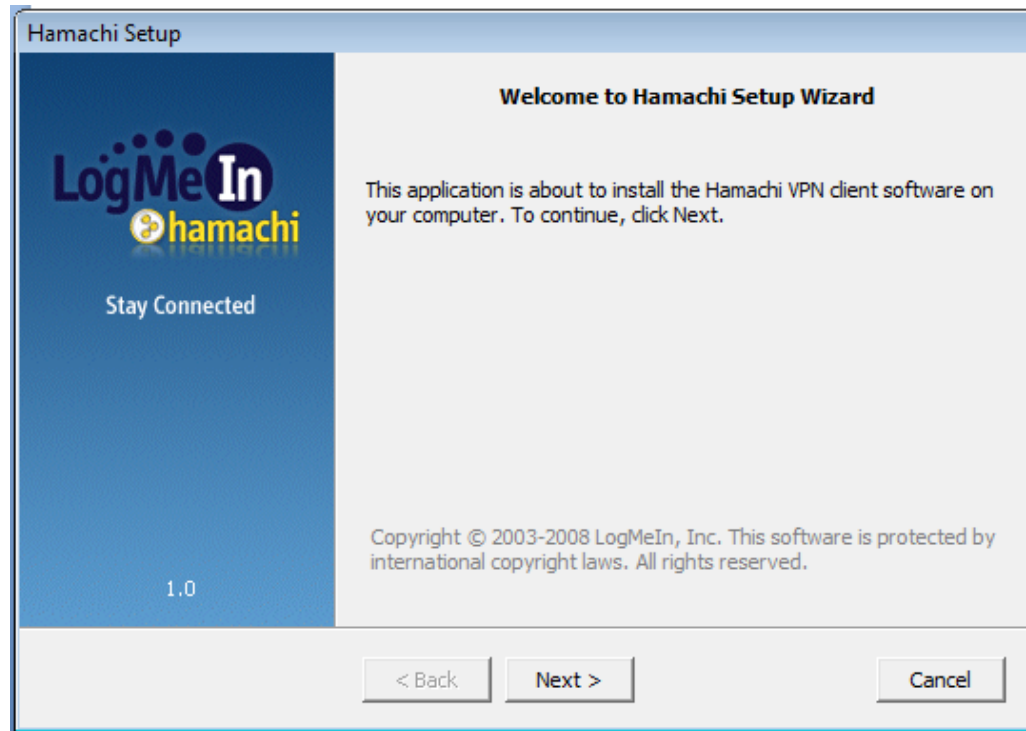 Hamachi Setup
LogMeIn
hamachi
Stay Connected
1.0
Welcome to Hamachi Setup Wizard
This application is about to install the Hamachi VPN client software on
your computer. To continue, click Next.
Copyright © 2003-2008 LogMeIn, Inc. This software is protected by
international copyright laws. All rights reserved.
< Back Next > Cancel